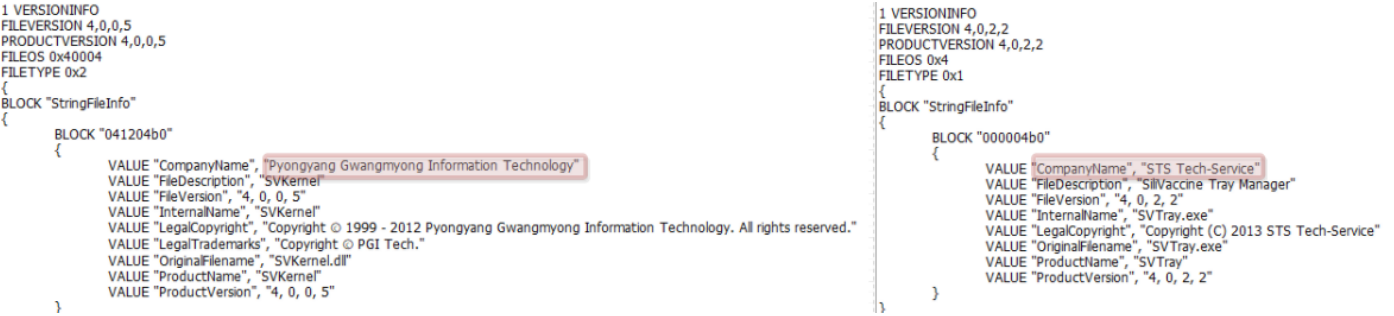 1 VERSIONINFO
FILEVERSION 4,0,0,5
PRODUCTVERSION 4,0,0,5
FILEOS 0x40004
FILETYPE 0x2
{
BLOCK "StringFileInfo"
{
BLOCK "041204b0"
{
VALUE "CompanyName", "Pyongyang Gwangmyong Information Technology"
VALUE "FileDescription", "SVKernel"
VALUE "FileVersion", "4, 0, 0, 5"
VALUE "InternalName", "SVKernel"
VALUE "LegalCopyright", "Copyright © 1999 - 2012 Pyongyang Gwangmyong Information Technology. All rights reserved."
VALUE "LegalTrademarks", "Copyright © PGI Tech."
VALUE "OriginalFilename", "SVKernel.dll"
VALUE "ProductName", "SVKernel"
VALUE "ProductVersion", "4, 0, 0, 5"
}
1 VERSIONINFO
FILEVERSION 4,0,2,2
PRODUCTVERSION 4,0,2,2
FILEOS 0x4
FILETYPE 0x1
{
BLOCK "StringFileInfo"
{
BLOCK "000004b0"
{
VALUE "CompanyName", "STS Tech-Service"
VALUE "FileDescription", "SiliVaccine Tray Manager"
VALUE "FileVersion", "4, 0, 2, 2"
VALUE "InternalName", "SVTray.exe"
VALUE "LegalCopyright", "Copyright (C) 2013 STS Tech-Service"
VALUE "OriginalFilename", "SVTray.exe"
VALUE "ProductName", "SVTray"
VALUE "ProductVersion", "4, 0, 2, 2"
}
}